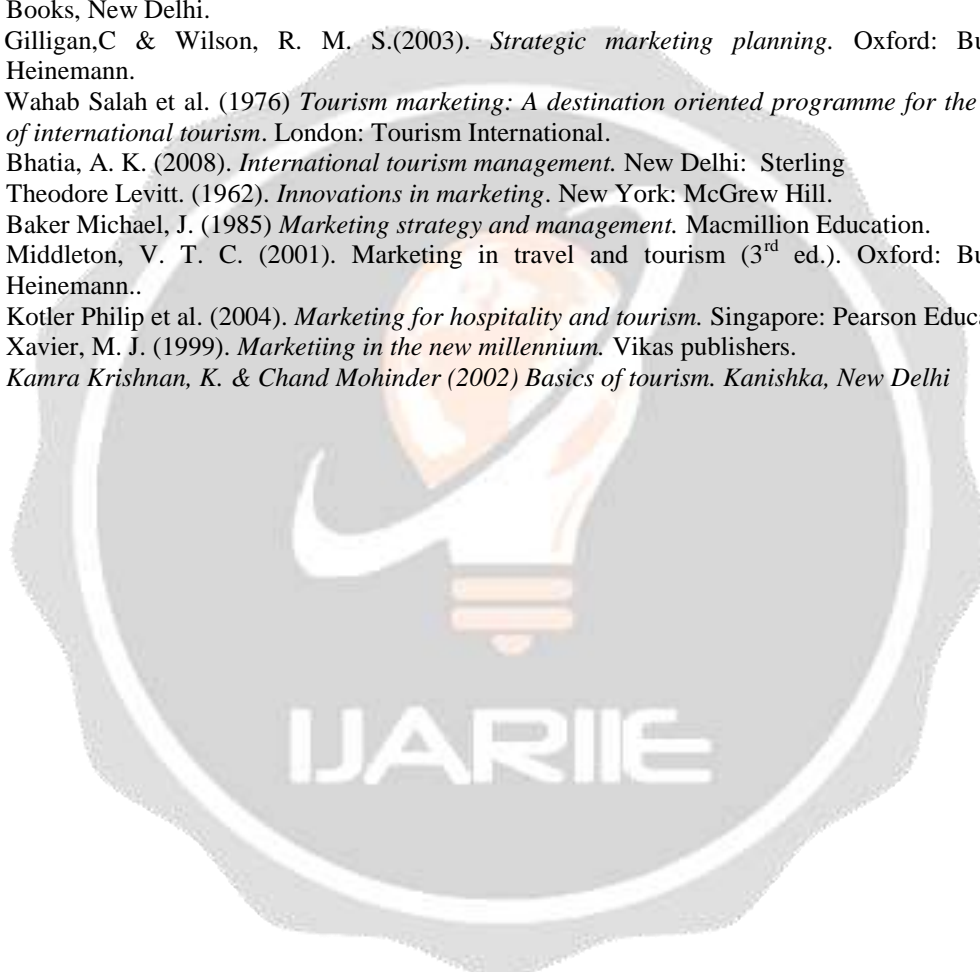 Books, New Delhi.
Gilligan,C & Wilson, R. M. S.(2003). Strategic marketing planning. Oxford:
Heinemann.
Wahab Salah et al. (1976) Tourism marketing: A destination oriented programme for the
of international tourism. London: Tourism International.
Bhatia, A. K. (2008). International tourism management. New Delhi: Sterling
Theodore Levitt. (1962). Innovations in marketing. New York: McGrew Hill.
Baker Michael, J. (1985) Marketing strategy and management. Macmillion Education.
Middleton, V. T. C. (2001). Marketing in travel and tourism (3rd ed.). Oxford:
Heinemann..
Kotler Philip et al. (2004). Marketing for hospitality and tourism. Singapore: Pearson
Xavier, M. J. (1999). Marketiing in the new millennium. Vikas publishers.
Kamra Krishnan, K. & Chand Mohinder (2002) Basics of tourism. Kanishka, New Delhi
IJARIIE